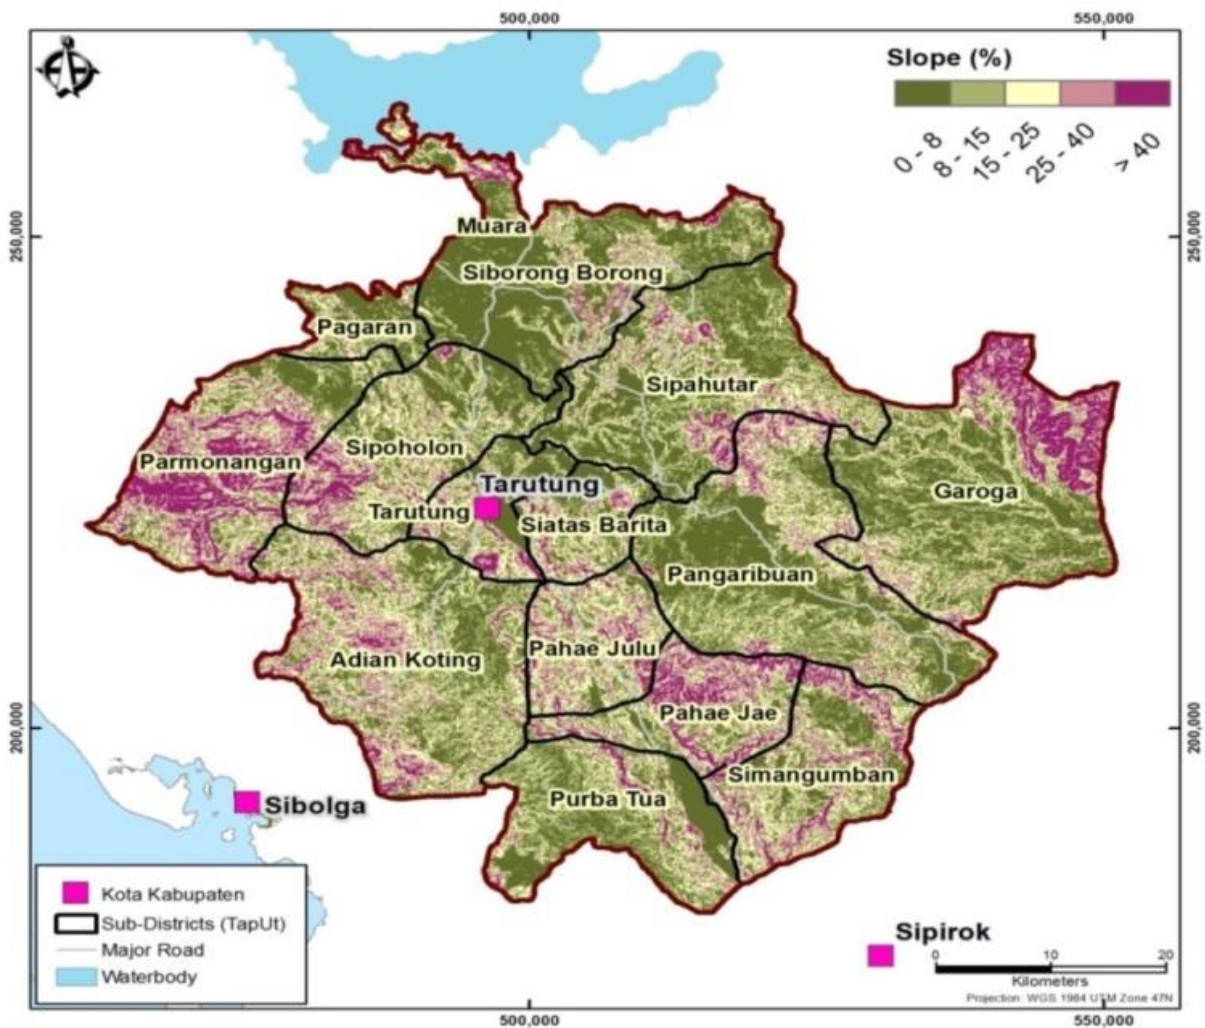 500,000
550,000
Slope (%)
0 - 8
8 - 15
15 - 25
25 - 40
> 40
250,000
250,000
Muara
Siborong Borong
Pagaran
Sipahutar
Sipoholon
Parmonangan
Tarutung
Garoga
Tarutung
Siatas Barita
Pangaribuan
Pahae Julu
Adian Koting
Pahae Jae
200,000
200,000
Simangumban
Purba Tua
Sibolga
Kota Kabupaten
Sub-Districts (TapUt)
Major Road
Waterbody
Sipirok
0 10 20
Kilometers
Projection: WGS 1984 UTM Zone 47N
500,000
550,000